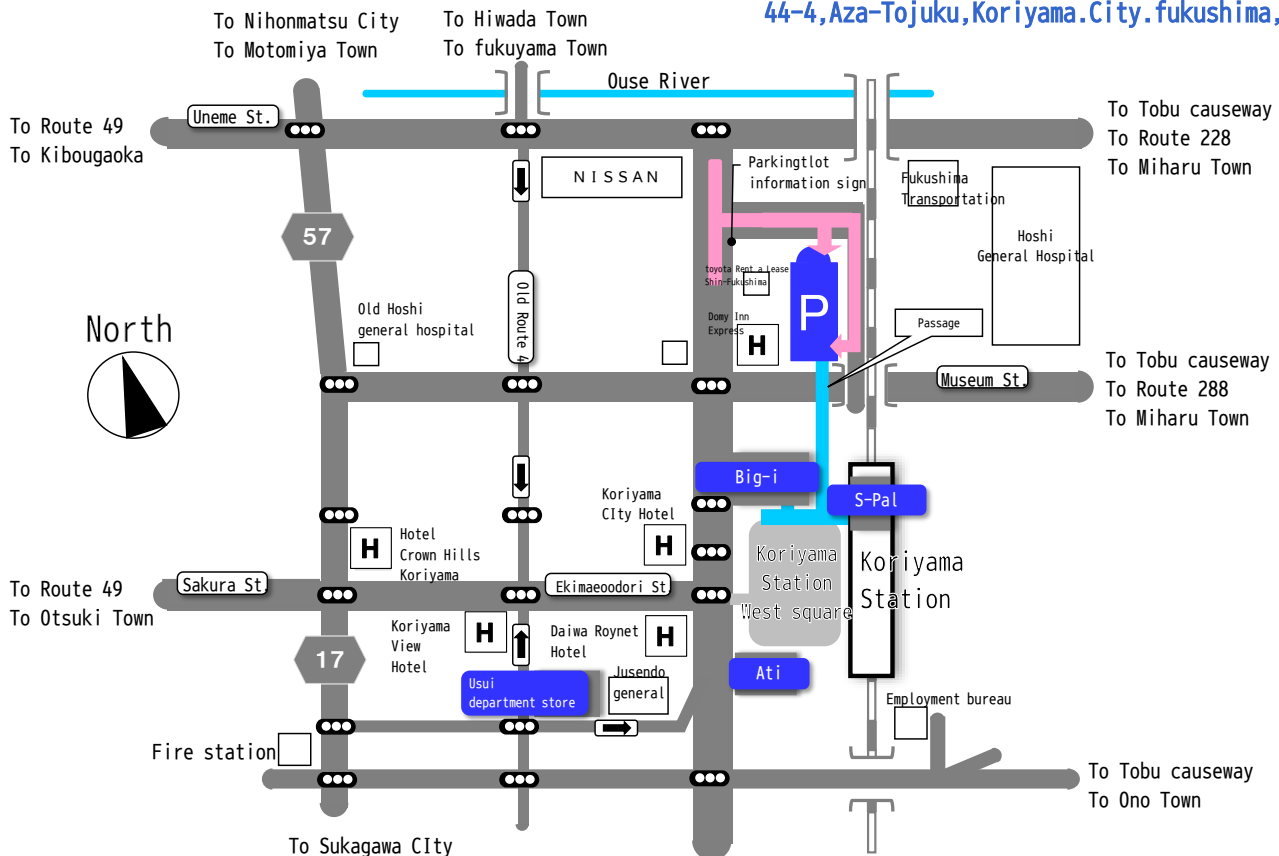 44-4,Aza-Tojuku,Koriyama.City.fukushima,
To Nihonmatsu City
To Motomiya Town
To Hiwada Town
To fukuyama Town
Ouse River
Uneme St.
To Route 49
To Kibougaoka
To Tobu causeway
To Route 228
To Miharu Town
NISSAN
Parkingtlot
information sign
Fukushima
Transportation
Hoshi
General Hospital
57
toyota Rent a Lease
Shin-Fukushima
P
Old Route 4
Old Hoshi
general hospital
Domy Inn
Express
H
Passage
North
Museum St.
To Tobu causeway
To Route 288
To Miharu Town
Big-i
S-Pal
Koriyama
CIty Hotel
H
Hotel
Crown Hills
Koriyama
H
Koriyama
Station
West square
Koriyama
Station
To Route 49
To Otsuki Town
Sakura St.
Ekimaeoodori St.
Koriyama
View
Hotel
H
Daiwa Roynet
Hotel
H
17
Usui
department store
Jusendo
general
Ati
Employment bureau
Fire station
To Tobu causeway
To Ono Town
To Sukagawa CIty